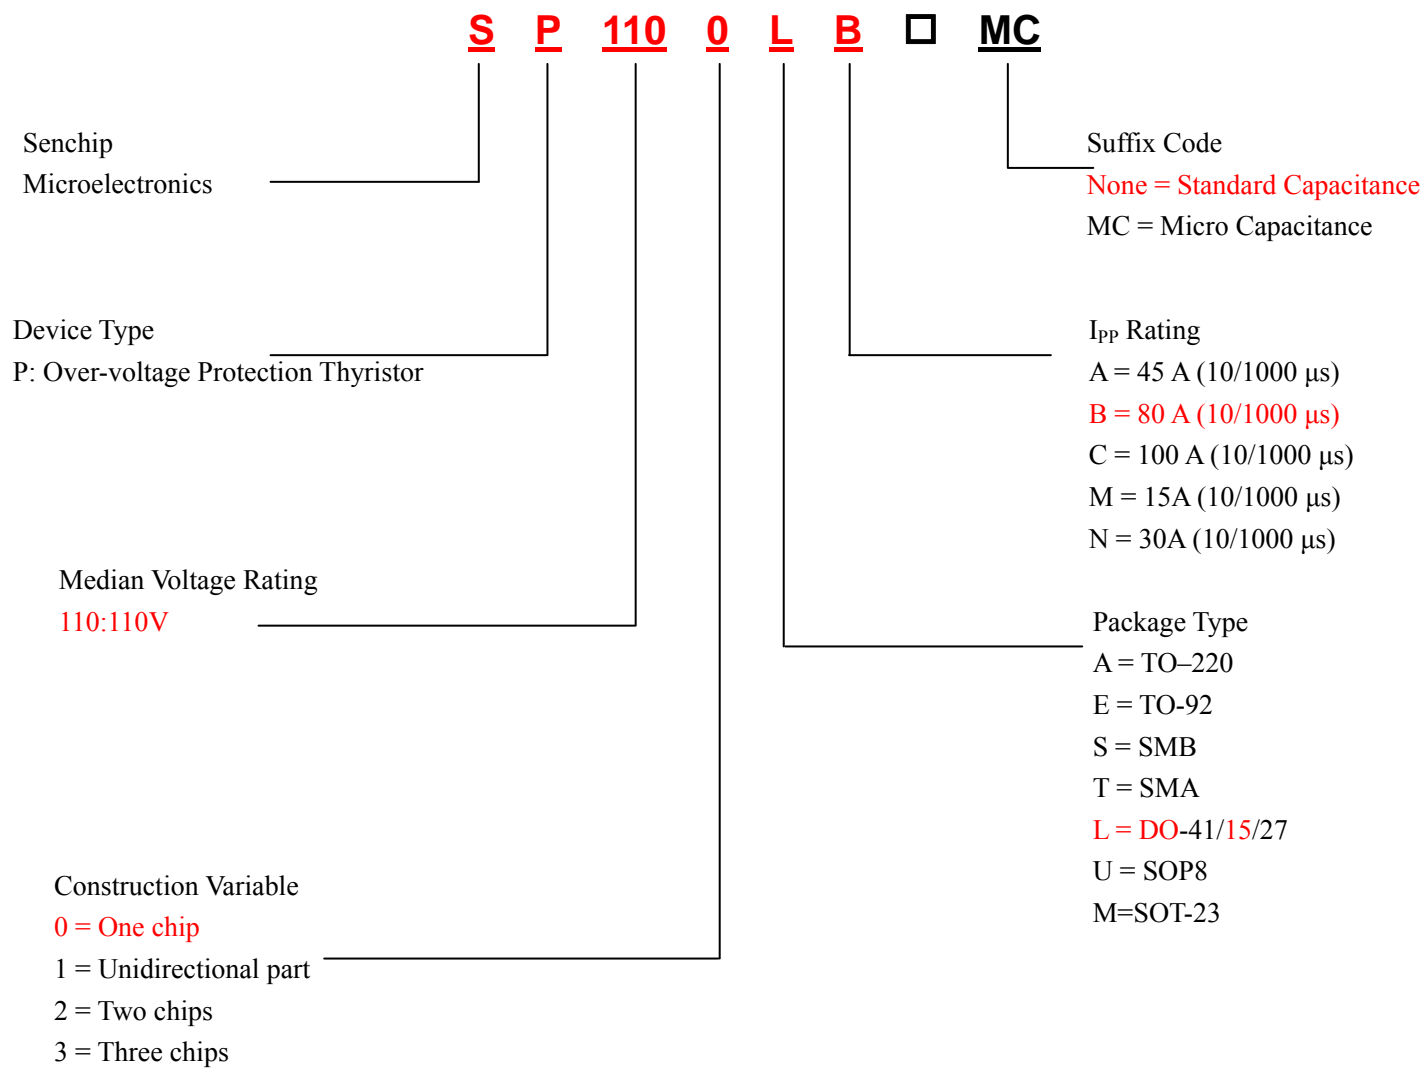 S P 110 0 L B □ MC
Senchip
Microelectronics
Suffix Code
None = Standard Capacitance
MC = Micro Capacitance
Device Type
P: Over-voltage Protection Thyristor
IPP Rating
A = 45 A (10/1000 μs)
B = 80 A (10/1000 μs)
C = 100 A (10/1000 μs)
M = 15A (10/1000 μs)
N = 30A (10/1000 μs)
Median Voltage Rating
110:110V
Package Type
A = TO–220
E = TO-92
S = SMB
T = SMA
L = DO-41/15/27
U = SOP8
M=SOT-23
Construction Variable
0 = One chip
1 = Unidirectional part
2 = Two chips
3 = Three chips